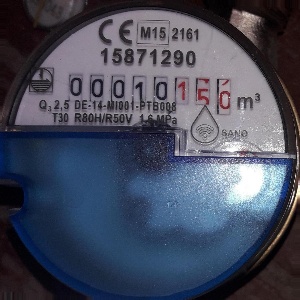 CE M15 2161
15871290
00010150 m³
Q₃ 2,5 DE-14-MI001-PTB008
T30 R80H/R50V 1.6 MPa
SANO